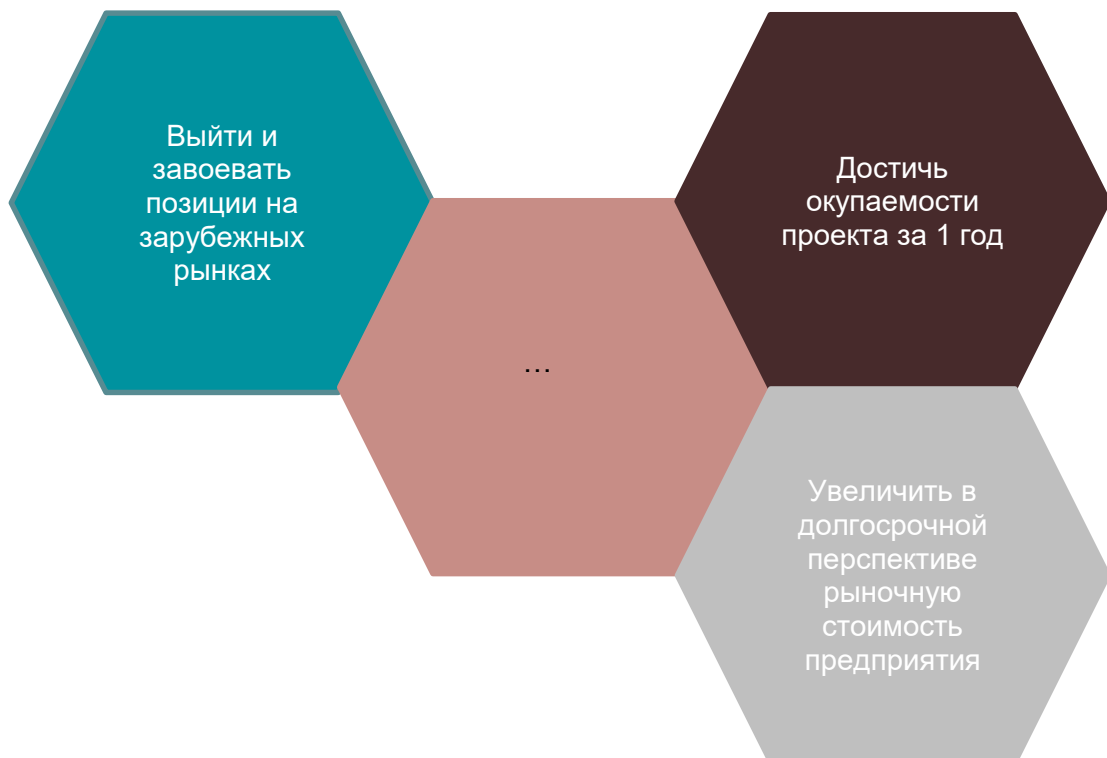 Выйти и
завоевать
позиции на
зарубежных
рынках
...
Достичь
окупаемости
проекта за 1 год
Увеличить в
долгосрочной
перспективе
рыночную
стоимость
предприятия